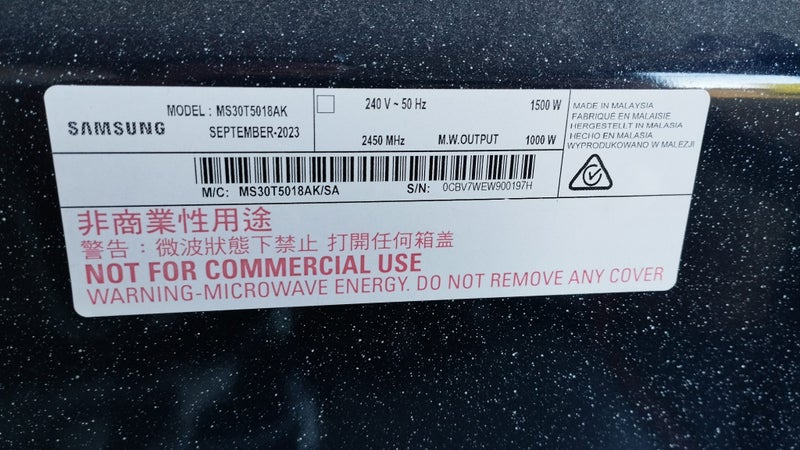 SAMSUNG
MODEL : MS30T5018AK
SEPTEMBER-2023
240 V ~ 50 Hz 1500 W
2450 MHz M.W.OUTPUT 1000 W
MADE IN MALAYSIA
FABRIQUÉ EN MALAISIE
HERGESTELLT IN MALASIA
HECHO EN MALASIA
WYPRODUKOWANO W MALEZJI
M/C: MS30T5018AK/SA S/N: 0CBV7WEW900197H
非商業性用途
警告：微波狀態下禁止 打開任何箱蓋
NOT FOR COMMERCIAL USE
WARNING-MICROWAVE ENERGY. DO NOT REMOVE ANY COVER